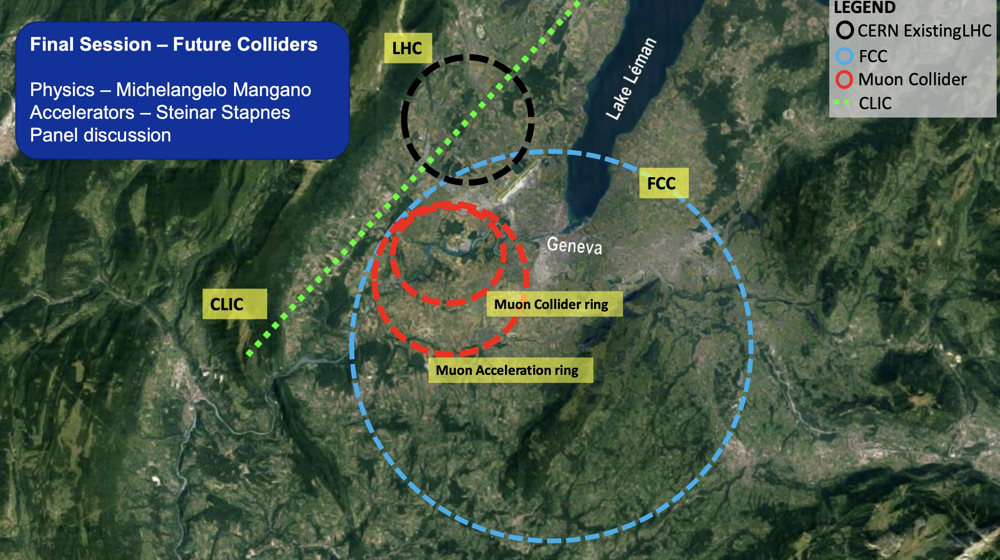 Final Session – Future Colliders
Physics – Michelangelo Mangano
Accelerators – Steinar Stapnes
Panel discussion
LEGEND
CERN ExistingLHC
FCC
Muon Collider
CLIC
LHC
Lake Léman
FCC
Geneva
CLIC
Muon Collider ring
Muon Acceleration ring